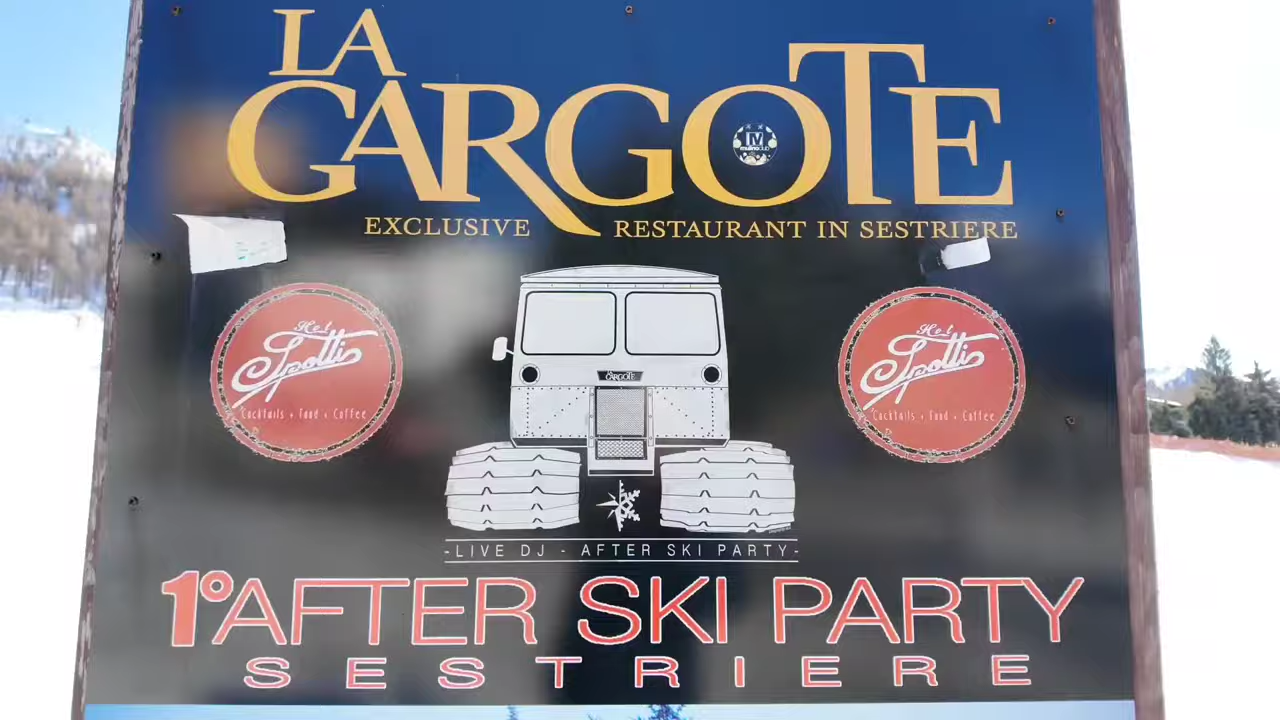 LA
GARGOTE
EXCLUSIVE RESTAURANT IN SESTRIERE
Hot
Spotti
Cocktails + Food + Coffee
Hot
Spotti
Cocktails + Food + Coffee
GARGOTE
-LIVE DJ - AFTER SKI PARTY-
1° AFTER SKI PARTY
SESTRIERE